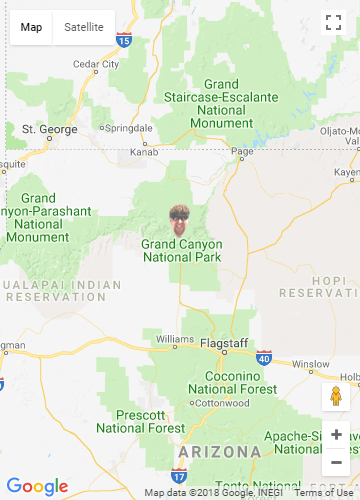 Map
Satellite
15
Cedar City
Grand
Staircase-Escalante
National
Monument
St. George
Springdale
Kanab
Page
Oljato-Mo
Val
Kayen
Grand
nyon-Parashant
National
Monument
Grand Canyon
National Park
UALAPAI INDIAN
RESERVATION
HOPI
RESERVATION
Williams
Flagstaff
40
gman
Winslow
Holb
Coconino
National Forest
Cottonwood
Prescott
National Forest
ARIZONA
Apache-Si
National
Tonto National
17
Google
Map data ©2018 Google, INEGI
Terms of Use